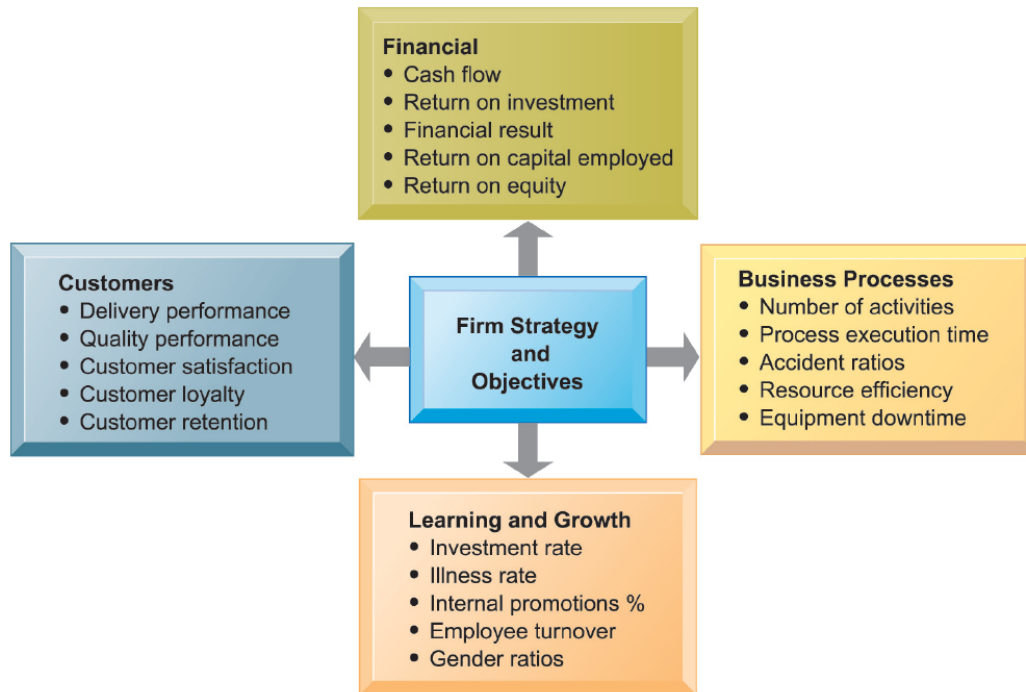 Financial
• Cash flow
• Return on investment
• Financial result
• Return on capital employed
• Return on equity
Customers
• Delivery performance
• Quality performance
• Customer satisfaction
• Customer loyalty
• Customer retention
Firm Strategy
and
Objectives
Business Processes
• Number of activities
• Process execution time
• Accident ratios
• Resource efficiency
• Equipment downtime
Learning and Growth
• Investment rate
• Illness rate
• Internal promotions %
• Employee turnover
• Gender ratios